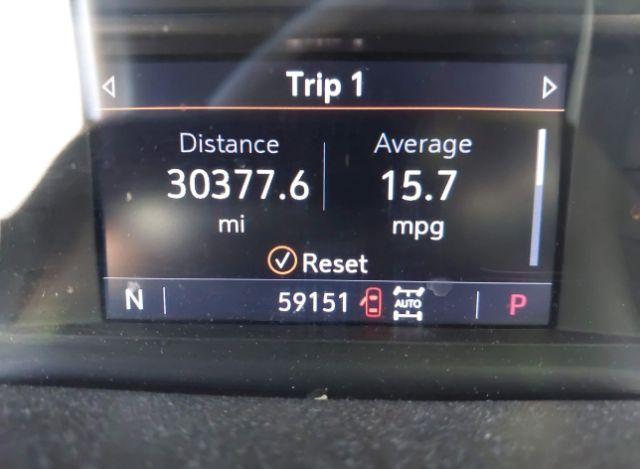 Trip 1
Distance Average
30377.6 15.7
mi mpg
Reset
N 59151 AUTO P